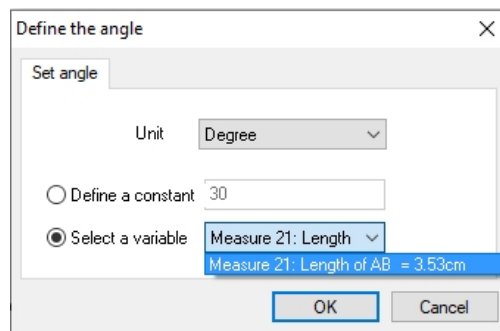 Define the angle
Set angle
Unit Degree
Define a constant 30
Select a variable Measure 21: Length
Measure 21: Length of AB = 3.53cm
OK Cancel